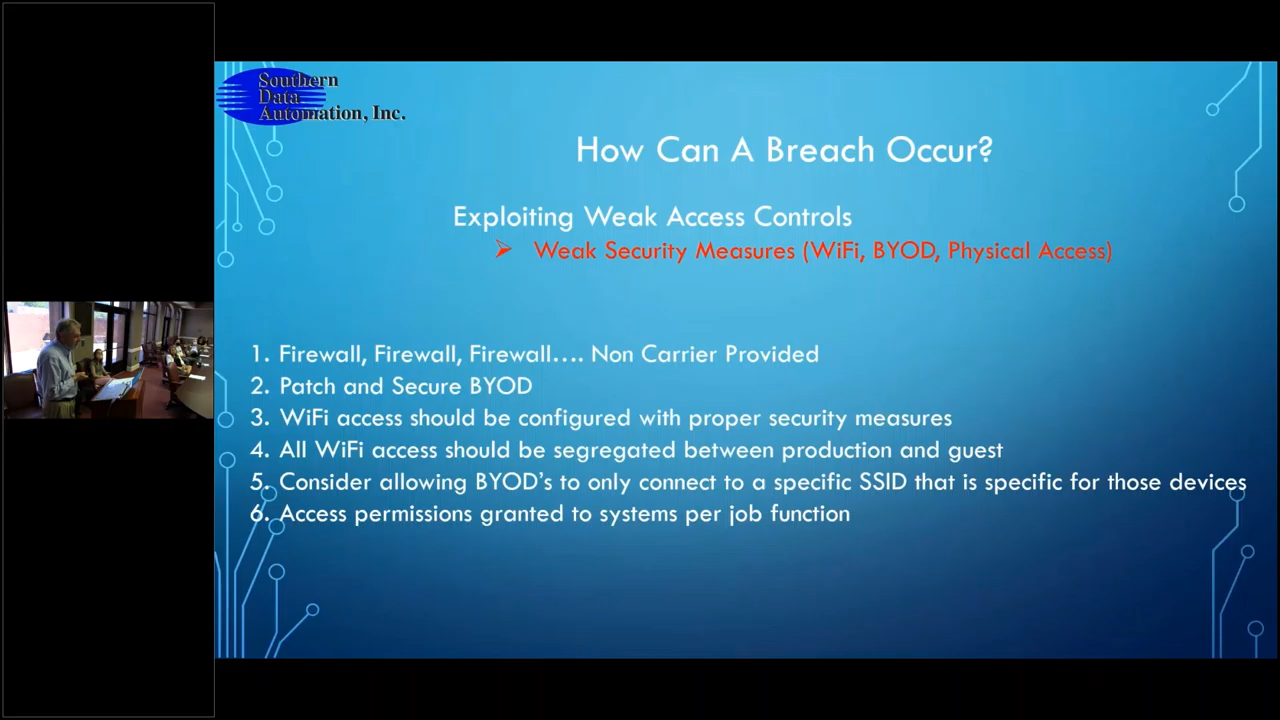 Southern
Data
Automation, Inc.
How Can A Breach Occur?
Exploiting Weak Access Controls
Weak Security Measures (WiFi, BYOD, Physical Access)
1. Firewall, Firewall, Firewall.... Non Carrier Provided
2. Patch and Secure BYOD
3. WiFi access should be configured with proper security measures
4. All WiFi access should be segregated between production and guest
5. Consider allowing BYOD's to only connect to a specific SSID that is specific for those devices
6. Access permissions granted to systems per job function